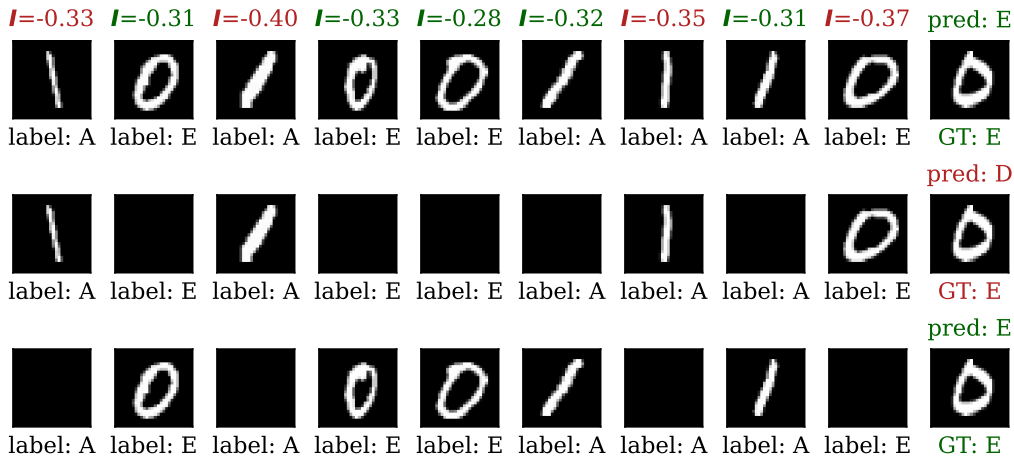 I=-0.33 I=-0.31 I=-0.40 I=-0.33 I=-0.28 I=-0.32 I=-0.35 I=-0.31 I=-0.37 pred: E
label: A label: E label: A label: E label: E label: A label: A label: A label: E GT: E
pred: D
label: A label: E label: A label: E label: E label: A label: A label: A label: E GT: E
pred: E
label: A label: E label: A label: E label: E label: A label: A label: A label: E GT: E